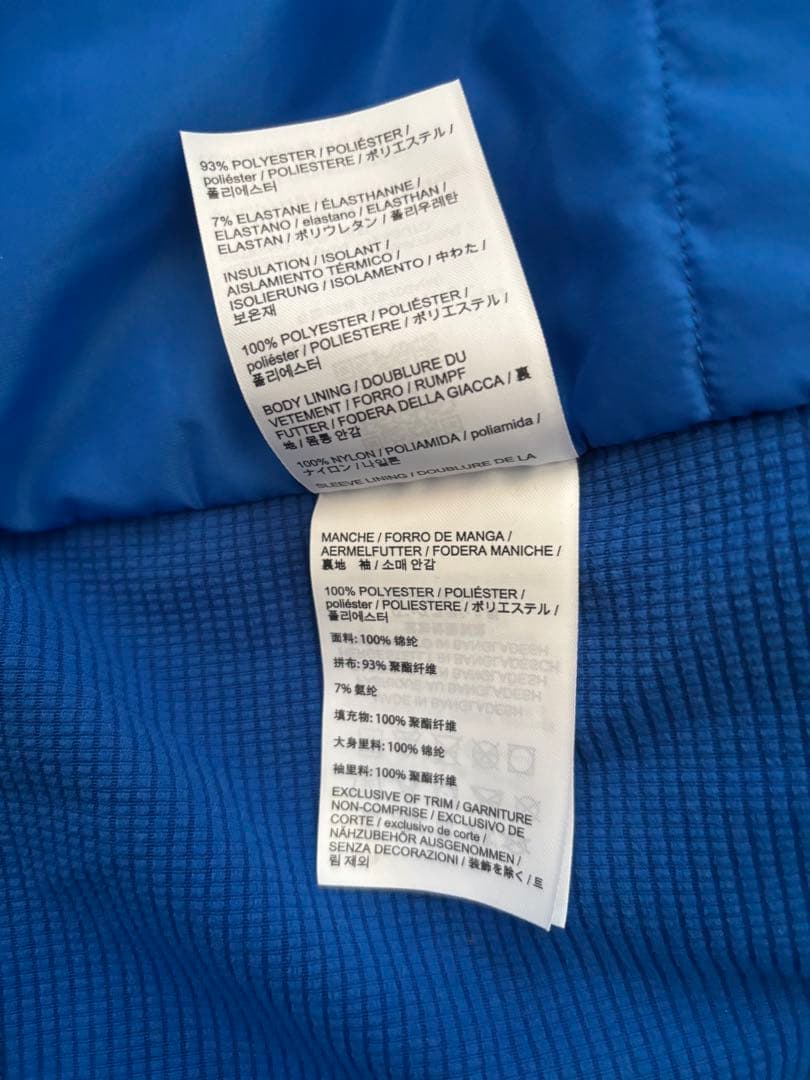 93% POLYESTER / POLIÉSTER /
poliéster / POLIESTERE / ポリエステル /
폴리에스터
7% ELASTANE / ÉLASTHANNE /
ELASTANO / elastano / ELASTHAN /
ELASTAN / ポリウレタン / 폴리우레탄
INSULATION / ISOLANT /
AISLAMIENTO TÉRMICO /
ISOLIERUNG / ISOLAMENTO / 中わた /
보온재
100% POLYESTER / POLIÉSTER /
poliéster / POLIESTERE / ポリエステル /
폴리에스터
BODY LINING / DOUBLURE DU
VETEMENT / FORRO / RUMPF
FUTTER / FODERA DELLA GIACCA / 裏
地 / 몸통 안감
100% NYLON / POLIAMIDA / poliamida /
ナイロン / 나일론
SLEEVE LINING / DOUBLURE DE LA
MANCHE / FORRO DE MANGA /
AERMELFUTTER / FODERA MANICHE /
裏地 袖 / 소매 안감
100% POLYESTER / POLIÉSTER /
poliéster / POLIESTERE / ポリエステル /
폴리에스터
面料: 100% 锦纶
拼布: 93% 聚酯纤维
7% 氨纶
填充物: 100% 聚酯纤维
大身里料: 100% 锦纶
袖里料: 100% 聚酯纤维
EXCLUSIVE OF TRIM / GARNITURE
NON-COMPRISE / EXCLUSIVO DE
CORTE / exclusivo de corte /
NÄHZUBEHÖR AUSGENOMMEN /
SENZA DECORAZIONI / 装飾を除く / 트
림 제외